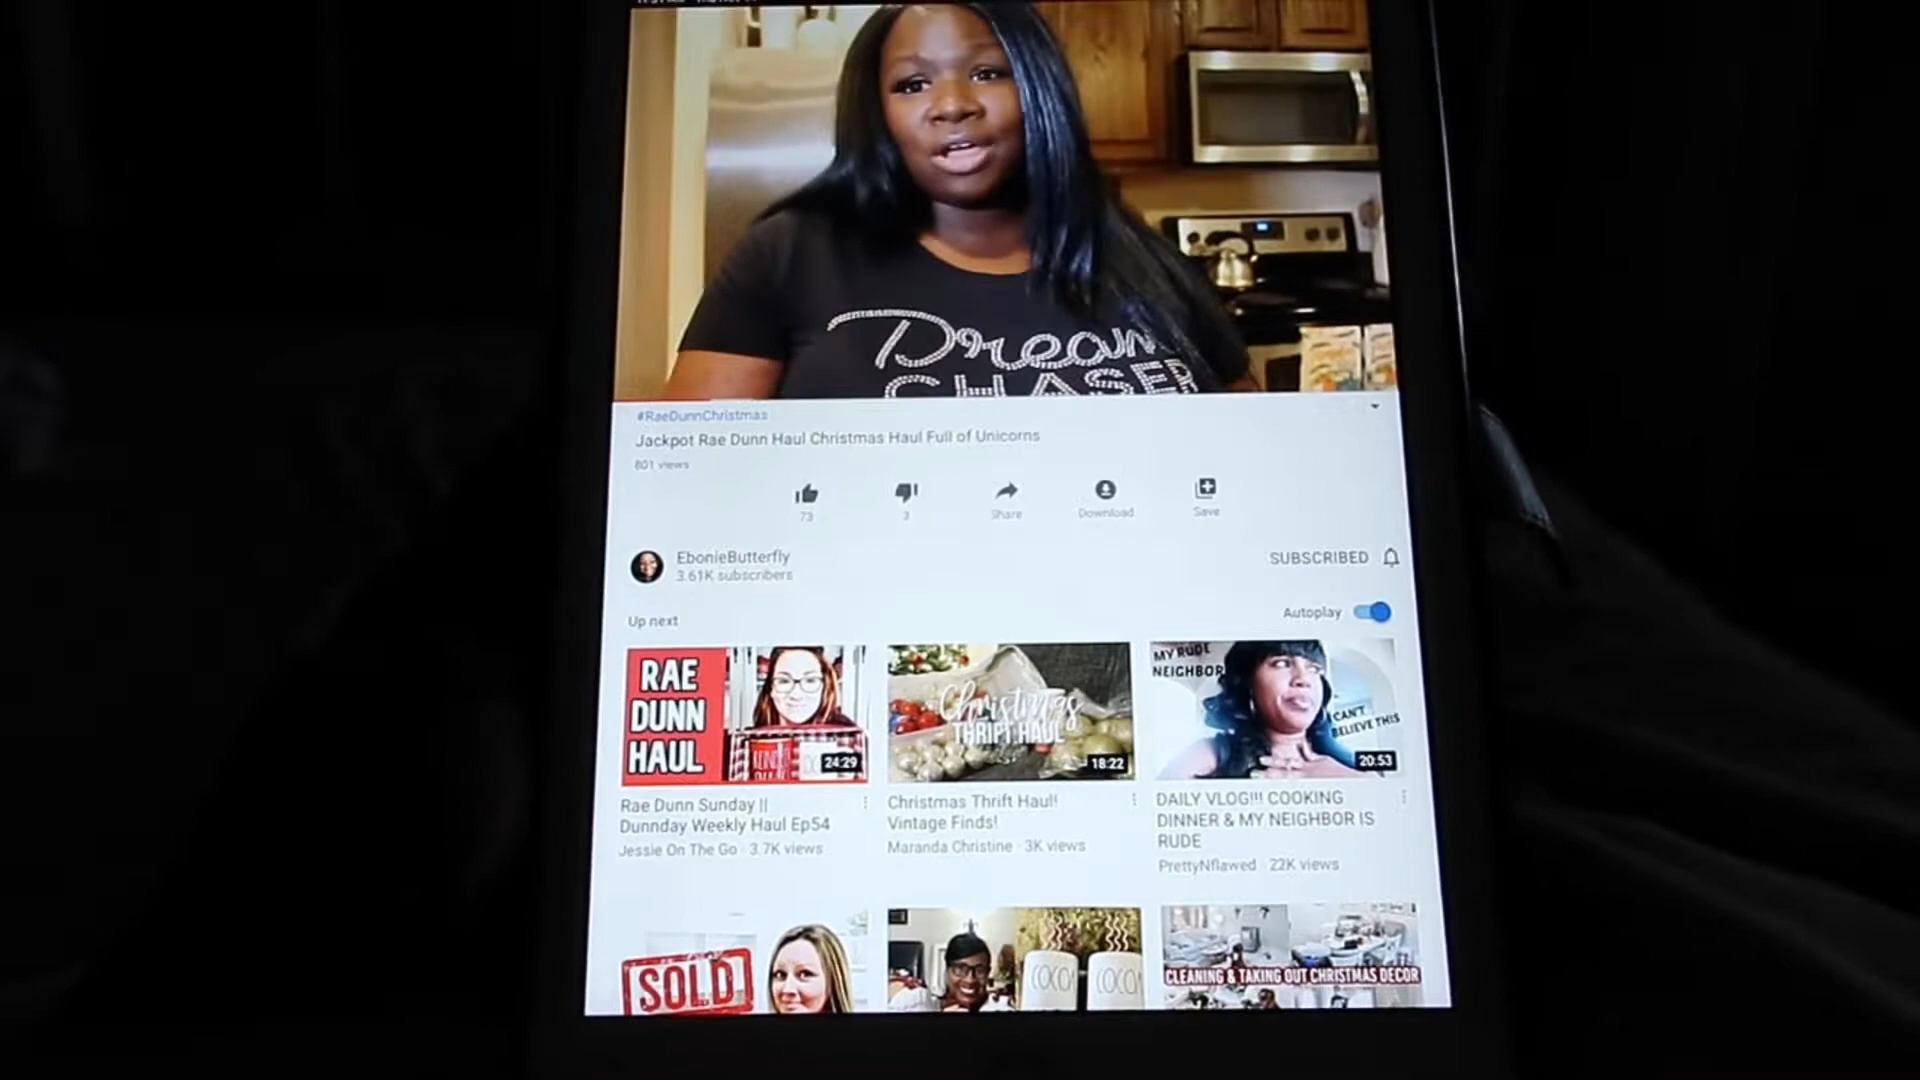 Dream
CHASER
#RaeDunnChristmas
Jackpot Rae Dunn Haul Christmas Haul Full of Unicorns
801 views
73
3
Share
Download
Save
EbonieButterfly
3.61K subscribers
SUBSCRIBED
Up next
Autoplay
RAE
DUNN
HAUL
24:29
Christmas
THRIFT HAUL
18:22
MY RUDE
NEIGHBOR
CAN'T
BELIEVE THIS
20:53
Rae Dunn Sunday ||
Dunnday Weekly Haul Ep54
Jessie On The Go · 3.7K views
Christmas Thrift Haul!
Vintage Finds!
Maranda Christine · 3K views
DAILY VLOG!!! COOKING
DINNER & MY NEIGHBOR IS
RUDE
PrettyNflawed · 22K views
SOLD
COCOA
COCOA
CLEANING & TAKING OUT CHRISTMAS DECOR